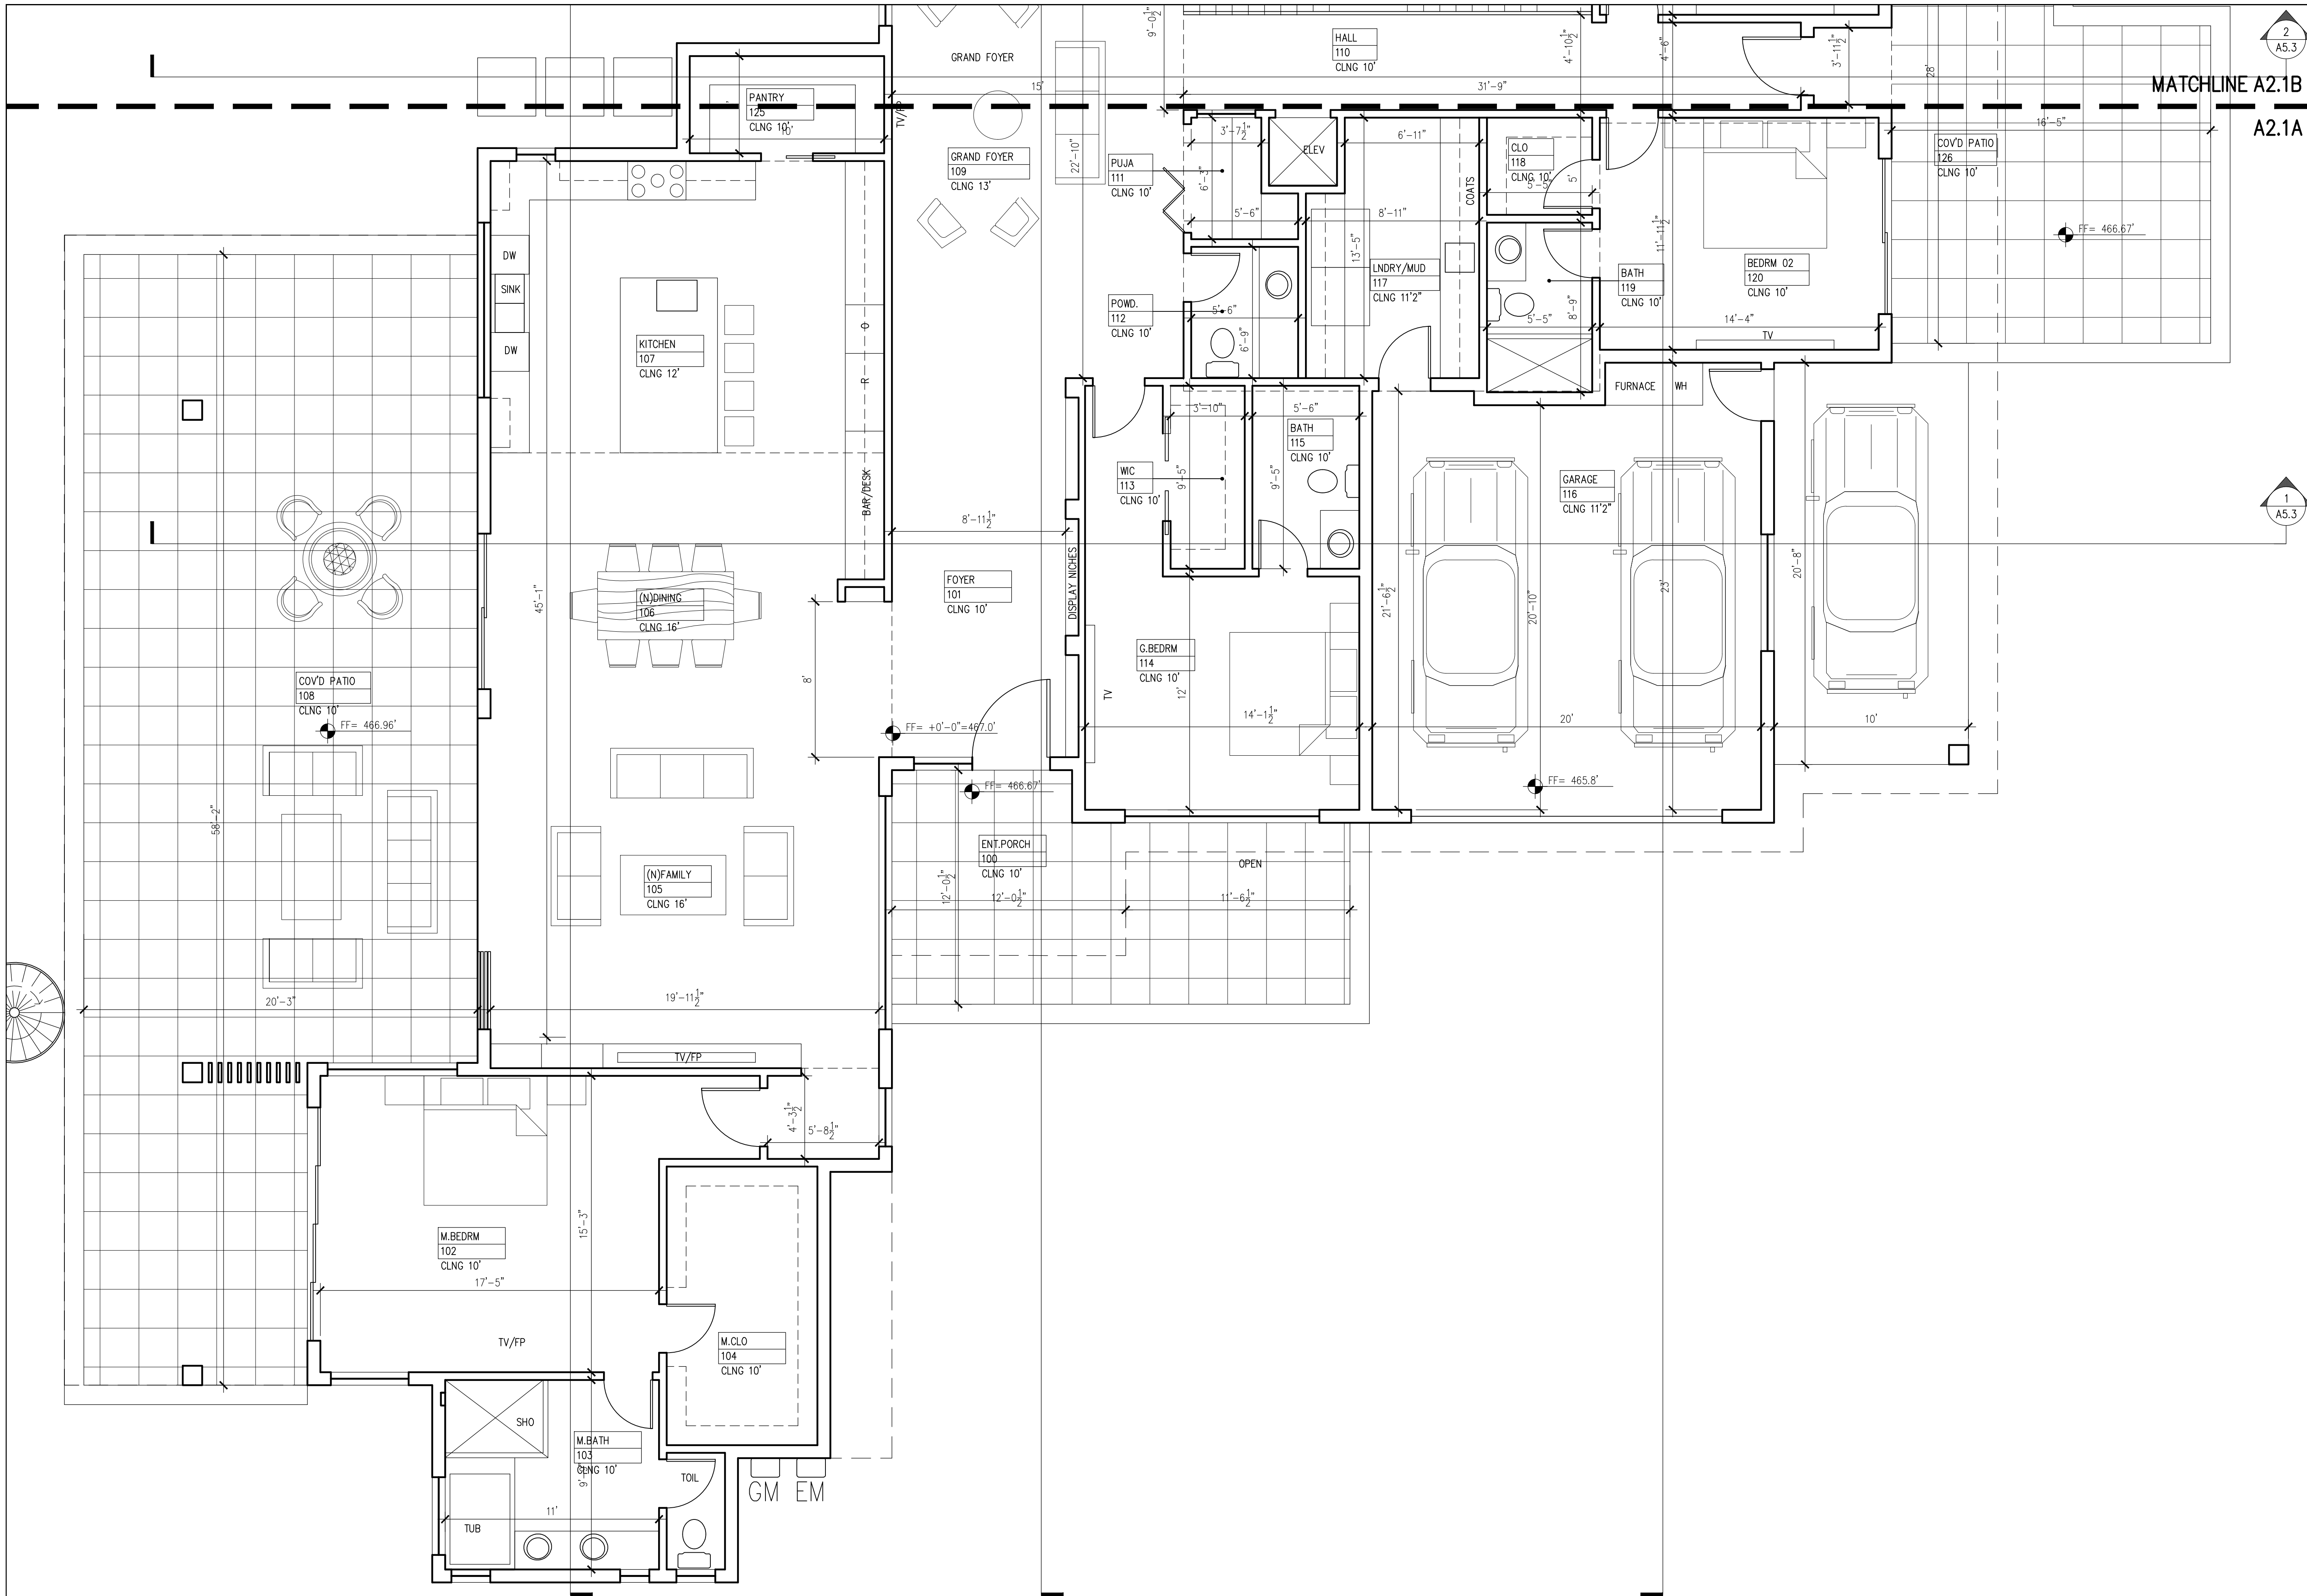 GRAND FOYER
9'-0½"
HALL
110
CLNG 10'
4'-10½"
4'-6"
3'-11½"
28'
2
A5.3
MATCHLINE A2.1B
A2.1A
15'
31'-9"
16'-5"
PANTRY
125
CLNG 10'
10'
TV/FP
GRAND FOYER
109
CLNG 13'
22'-10"
PUJA
111
CLNG 10'
3'-7½"
6'-3"
5'-6"
ELEV
6'-11"
8'-11"
13'-5"
COATS
CLO
118
CLNG 10'
5'-5"
5'
11'-11½"
COV'D PATIO
126
CLNG 10'
FF= 466.67'
DW
SINK
DW
KITCHEN
107
CLNG 12'
O
R
BAR/DESK
POWD.
112
CLNG 10'
5'-6"
6'-9"
LNDRY/MUD
117
CLNG 11'2"
BATH
119
CLNG 10'
5'-5"
8'-9"
BEDRM 02
120
CLNG 10'
14'-4"
TV
FURNACE
WH
3'-10"
5'-6"
BATH
115
CLNG 10'
WIC
113
CLNG 10'
9'-5"
9'-5"
GARAGE
116
CLNG 11'2"
1
A5.3
8'-11½"
DISPLAY NICHES
FOYER
101
CLNG 10'
45'-1"
(N)DINING
106
CLNG 16'
8'
G.BEDRM
114
CLNG 10'
TV
12'
14'-1½"
21'-6½"
20'-10"
23'
20'-8"
20'
10'
COV'D PATIO
108
CLNG 10'
FF= 466.96'
FF= +0'-0"=467.0'
FF= 466.67'
FF= 465.8'
58'-2"
(N)FAMILY
105
CLNG 16'
ENT.PORCH
100
CLNG 10'
OPEN
12'-0½"
12'-0½"
11'-6½"
20'-3"
19'-11½"
TV/FP
4'-3½"
5'-8½"
15'-3"
M.BEDRM
102
CLNG 10'
17'-5"
TV/FP
M.CLO
104
CLNG 10'
SHO
M.BATH
103
CLNG 10'
TOIL
GM EM
11'
TUB